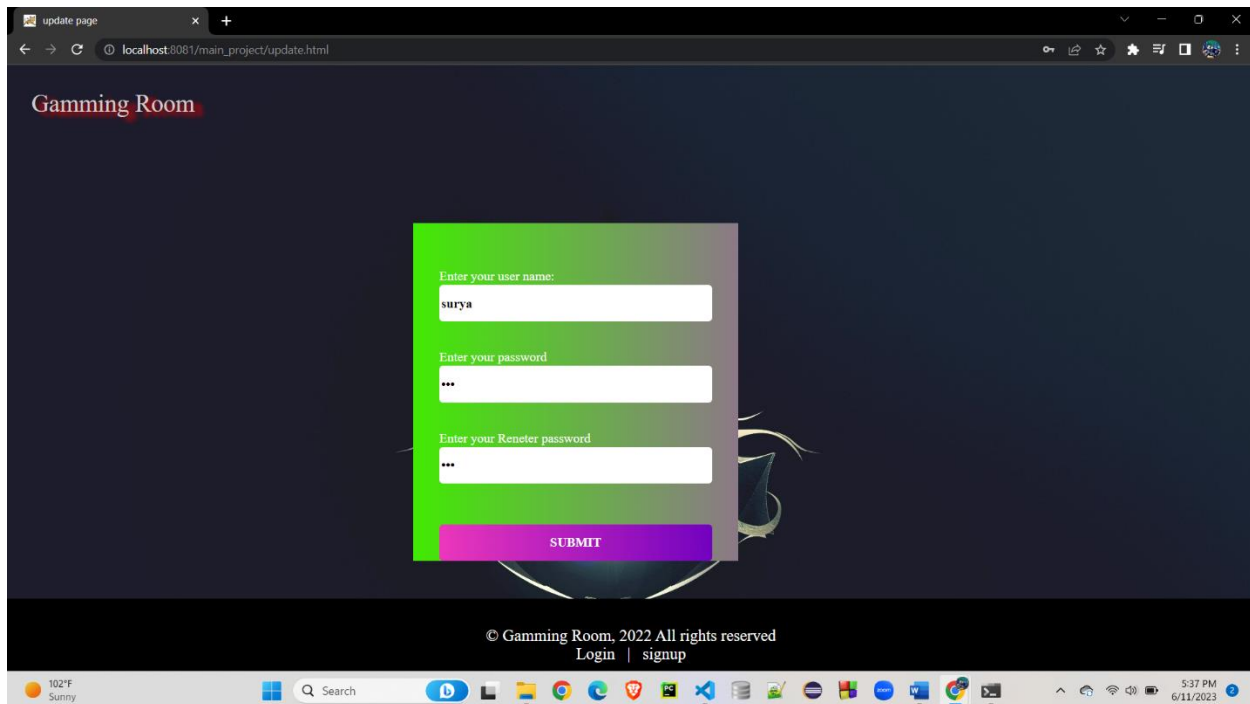 update page
localhost:8081/main_project/update.html
Gamming Room
Enter your user name:
surya
Enter your password
•••
Enter your Reneter password
•••
SUBMIT
© Gamming Room, 2022 All rights reserved
Login | signup
102°F
Sunny
Search
zoom
5:37 PM
6/11/2023
2